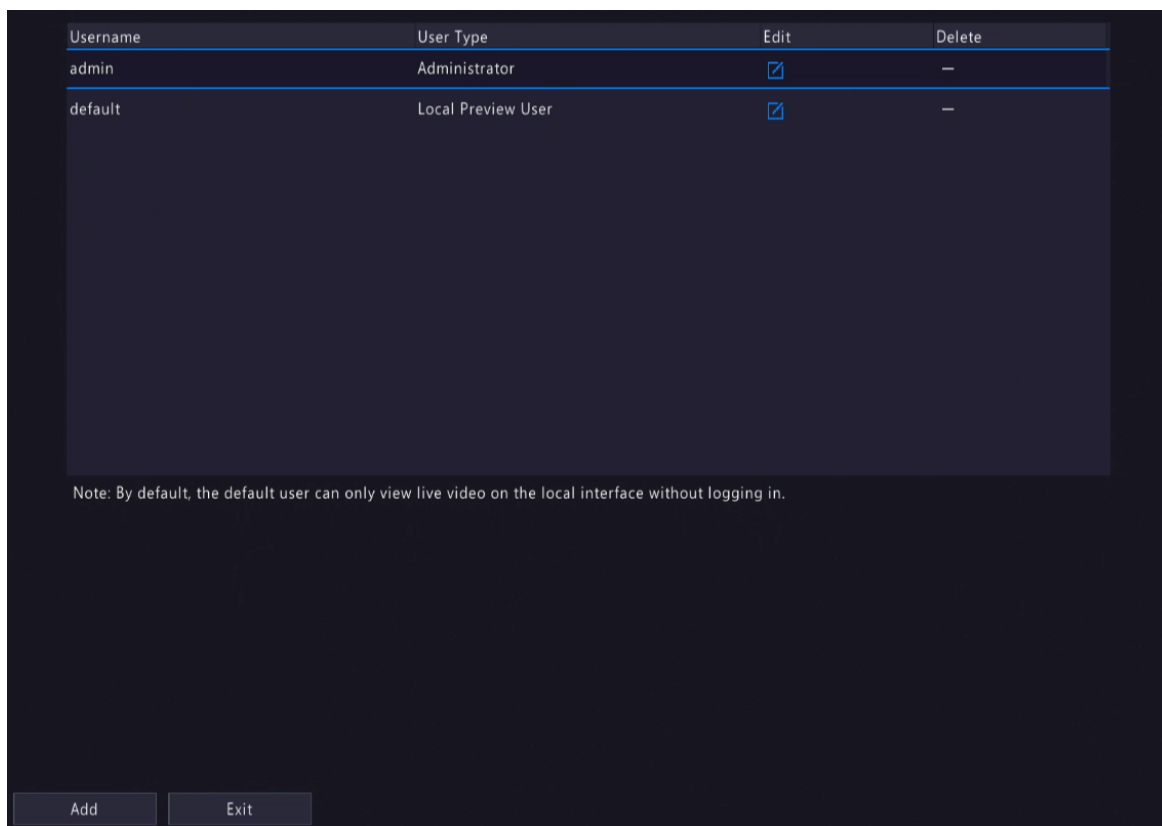 Username User Type Edit Delete
admin Administrator —
default Local Preview User —
Note: By default, the default user can only view live video on the local interface without logging in.
Add Exit